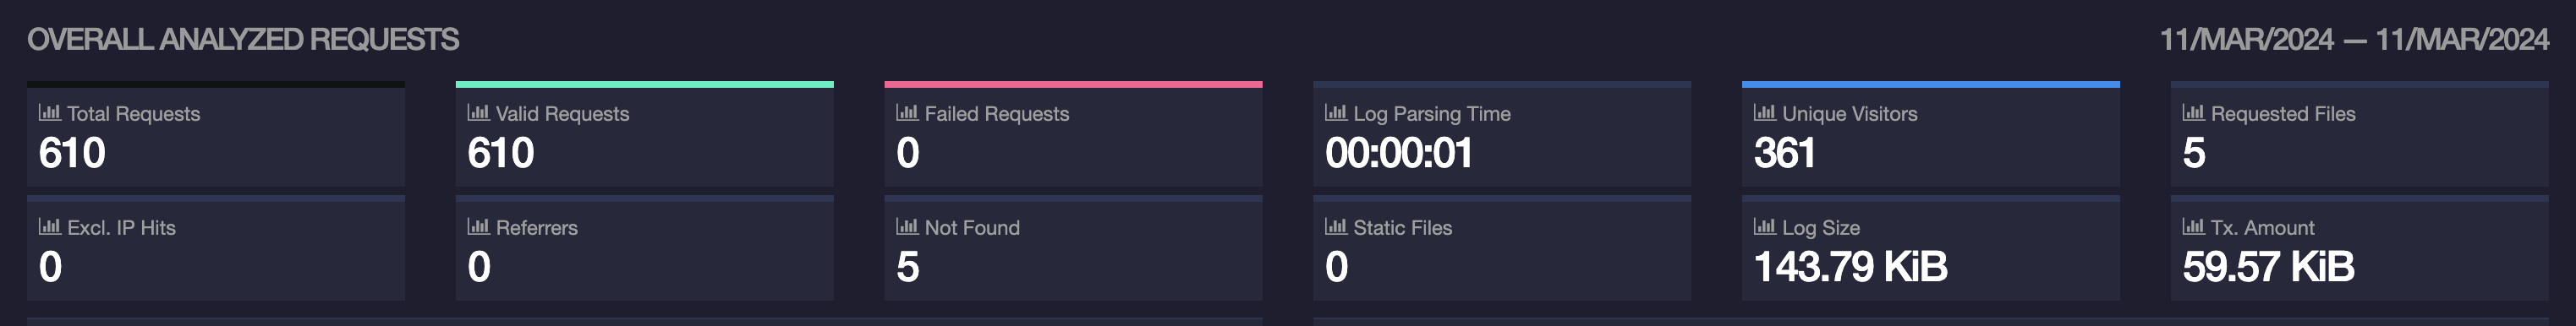 OVERALL ANALYZED REQUESTS
11/MAR/2024 — 11/MAR/2024
Total Requests
610
Valid Requests
610
Failed Requests
0
Log Parsing Time
00:00:01
Unique Visitors
361
Requested Files
5
Excl. IP Hits
0
Referrers
0
Not Found
5
Static Files
0
Log Size
143.79 KiB
Tx. Amount
59.57 KiB